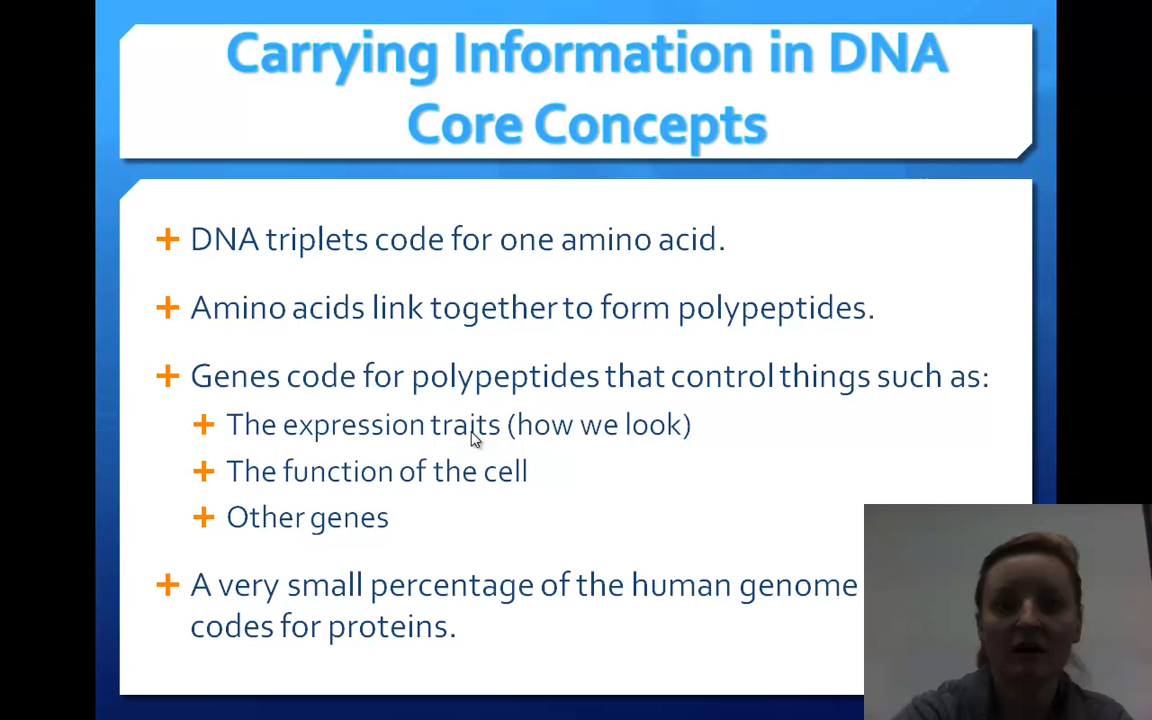 Carrying Information in DNA
Core Concepts
DNA triplets code for one amino acid.
Amino acids link together to form polypeptides.
Genes code for polypeptides that control things such as:
The expression traits (how we look)
The function of the cell
Other genes
A very small percentage of the human genome
codes for proteins.